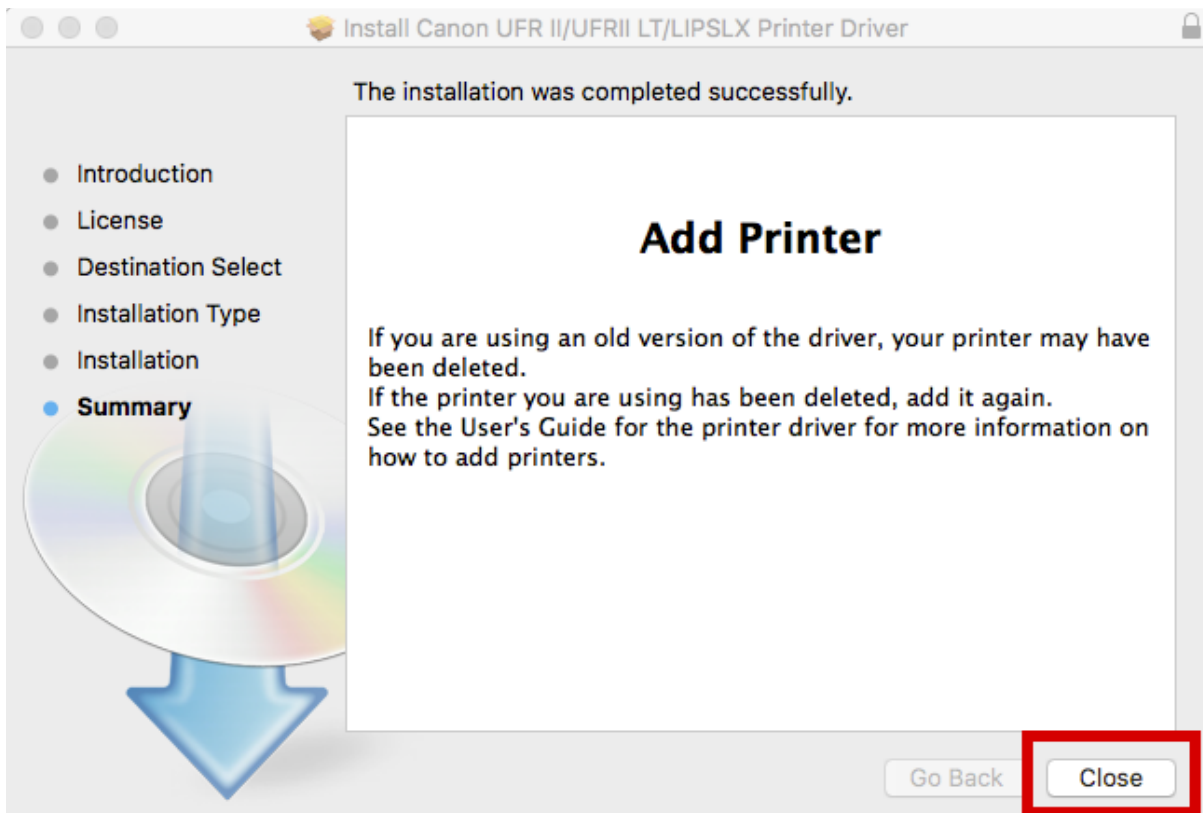 Install Canon UFR II/UFRII LT/LIPSLX Printer Driver
The installation was completed successfully.
Introduction
License
Destination Select
Installation Type
Installation
Summary
Add Printer
If you are using an old version of the driver, your printer may have
been deleted.
If the printer you are using has been deleted, add it again.
See the User's Guide for the printer driver for more information on
how to add printers.
Go Back
Close